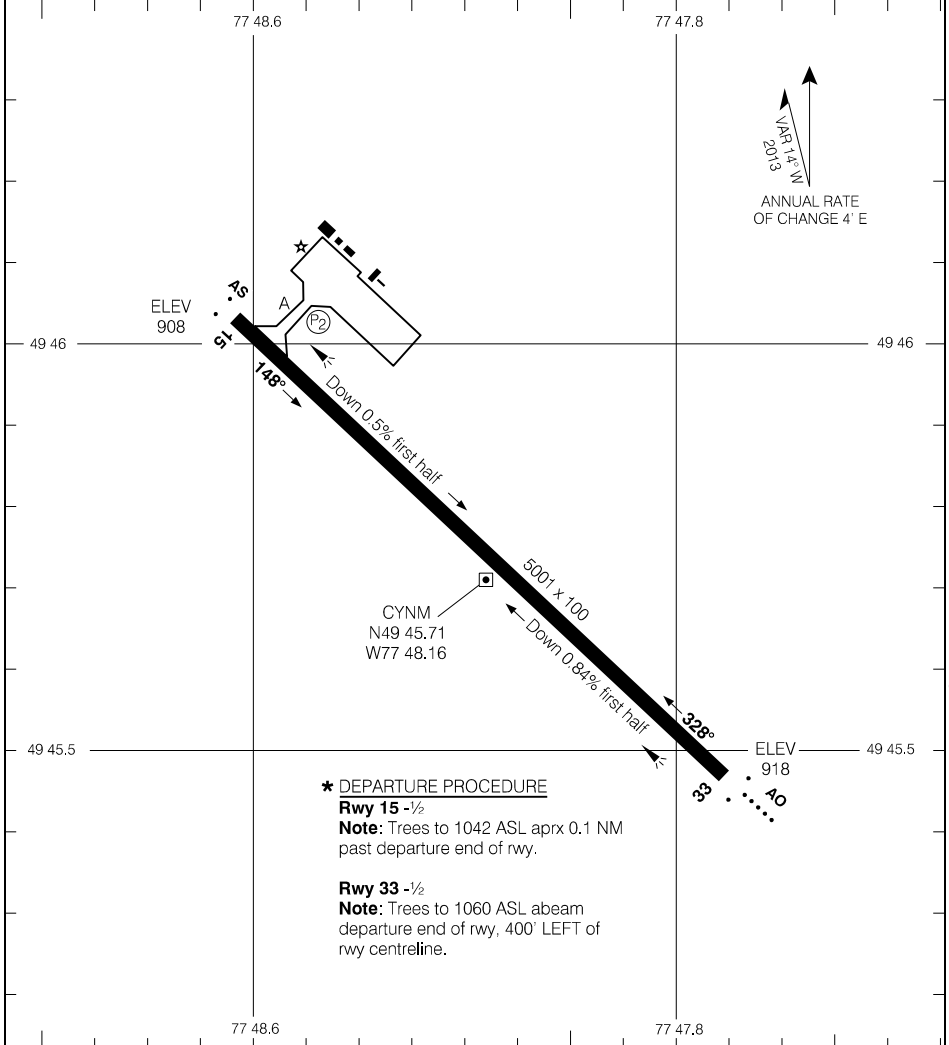 77 48.6
77 47.8
VAR 14° W
2013
ANNUAL RATE
OF CHANGE 4' E
AS
ELEV
908
15
A
P2
49 46
49 46
148°
Down 0.5% first half
5001 x 100
CYNM
N49 45.71
W77 48.16
Down 0.84% first half
328°
49 45.5
49 45.5
ELEV
918
33
AO
* DEPARTURE PROCEDURE
Rwy 15 -½
Note: Trees to 1042 ASL aprx 0.1 NM
past departure end of rwy.
Rwy 33 -½
Note: Trees to 1060 ASL abeam
departure end of rwy, 400' LEFT of
rwy centreline.
77 48.6
77 47.8